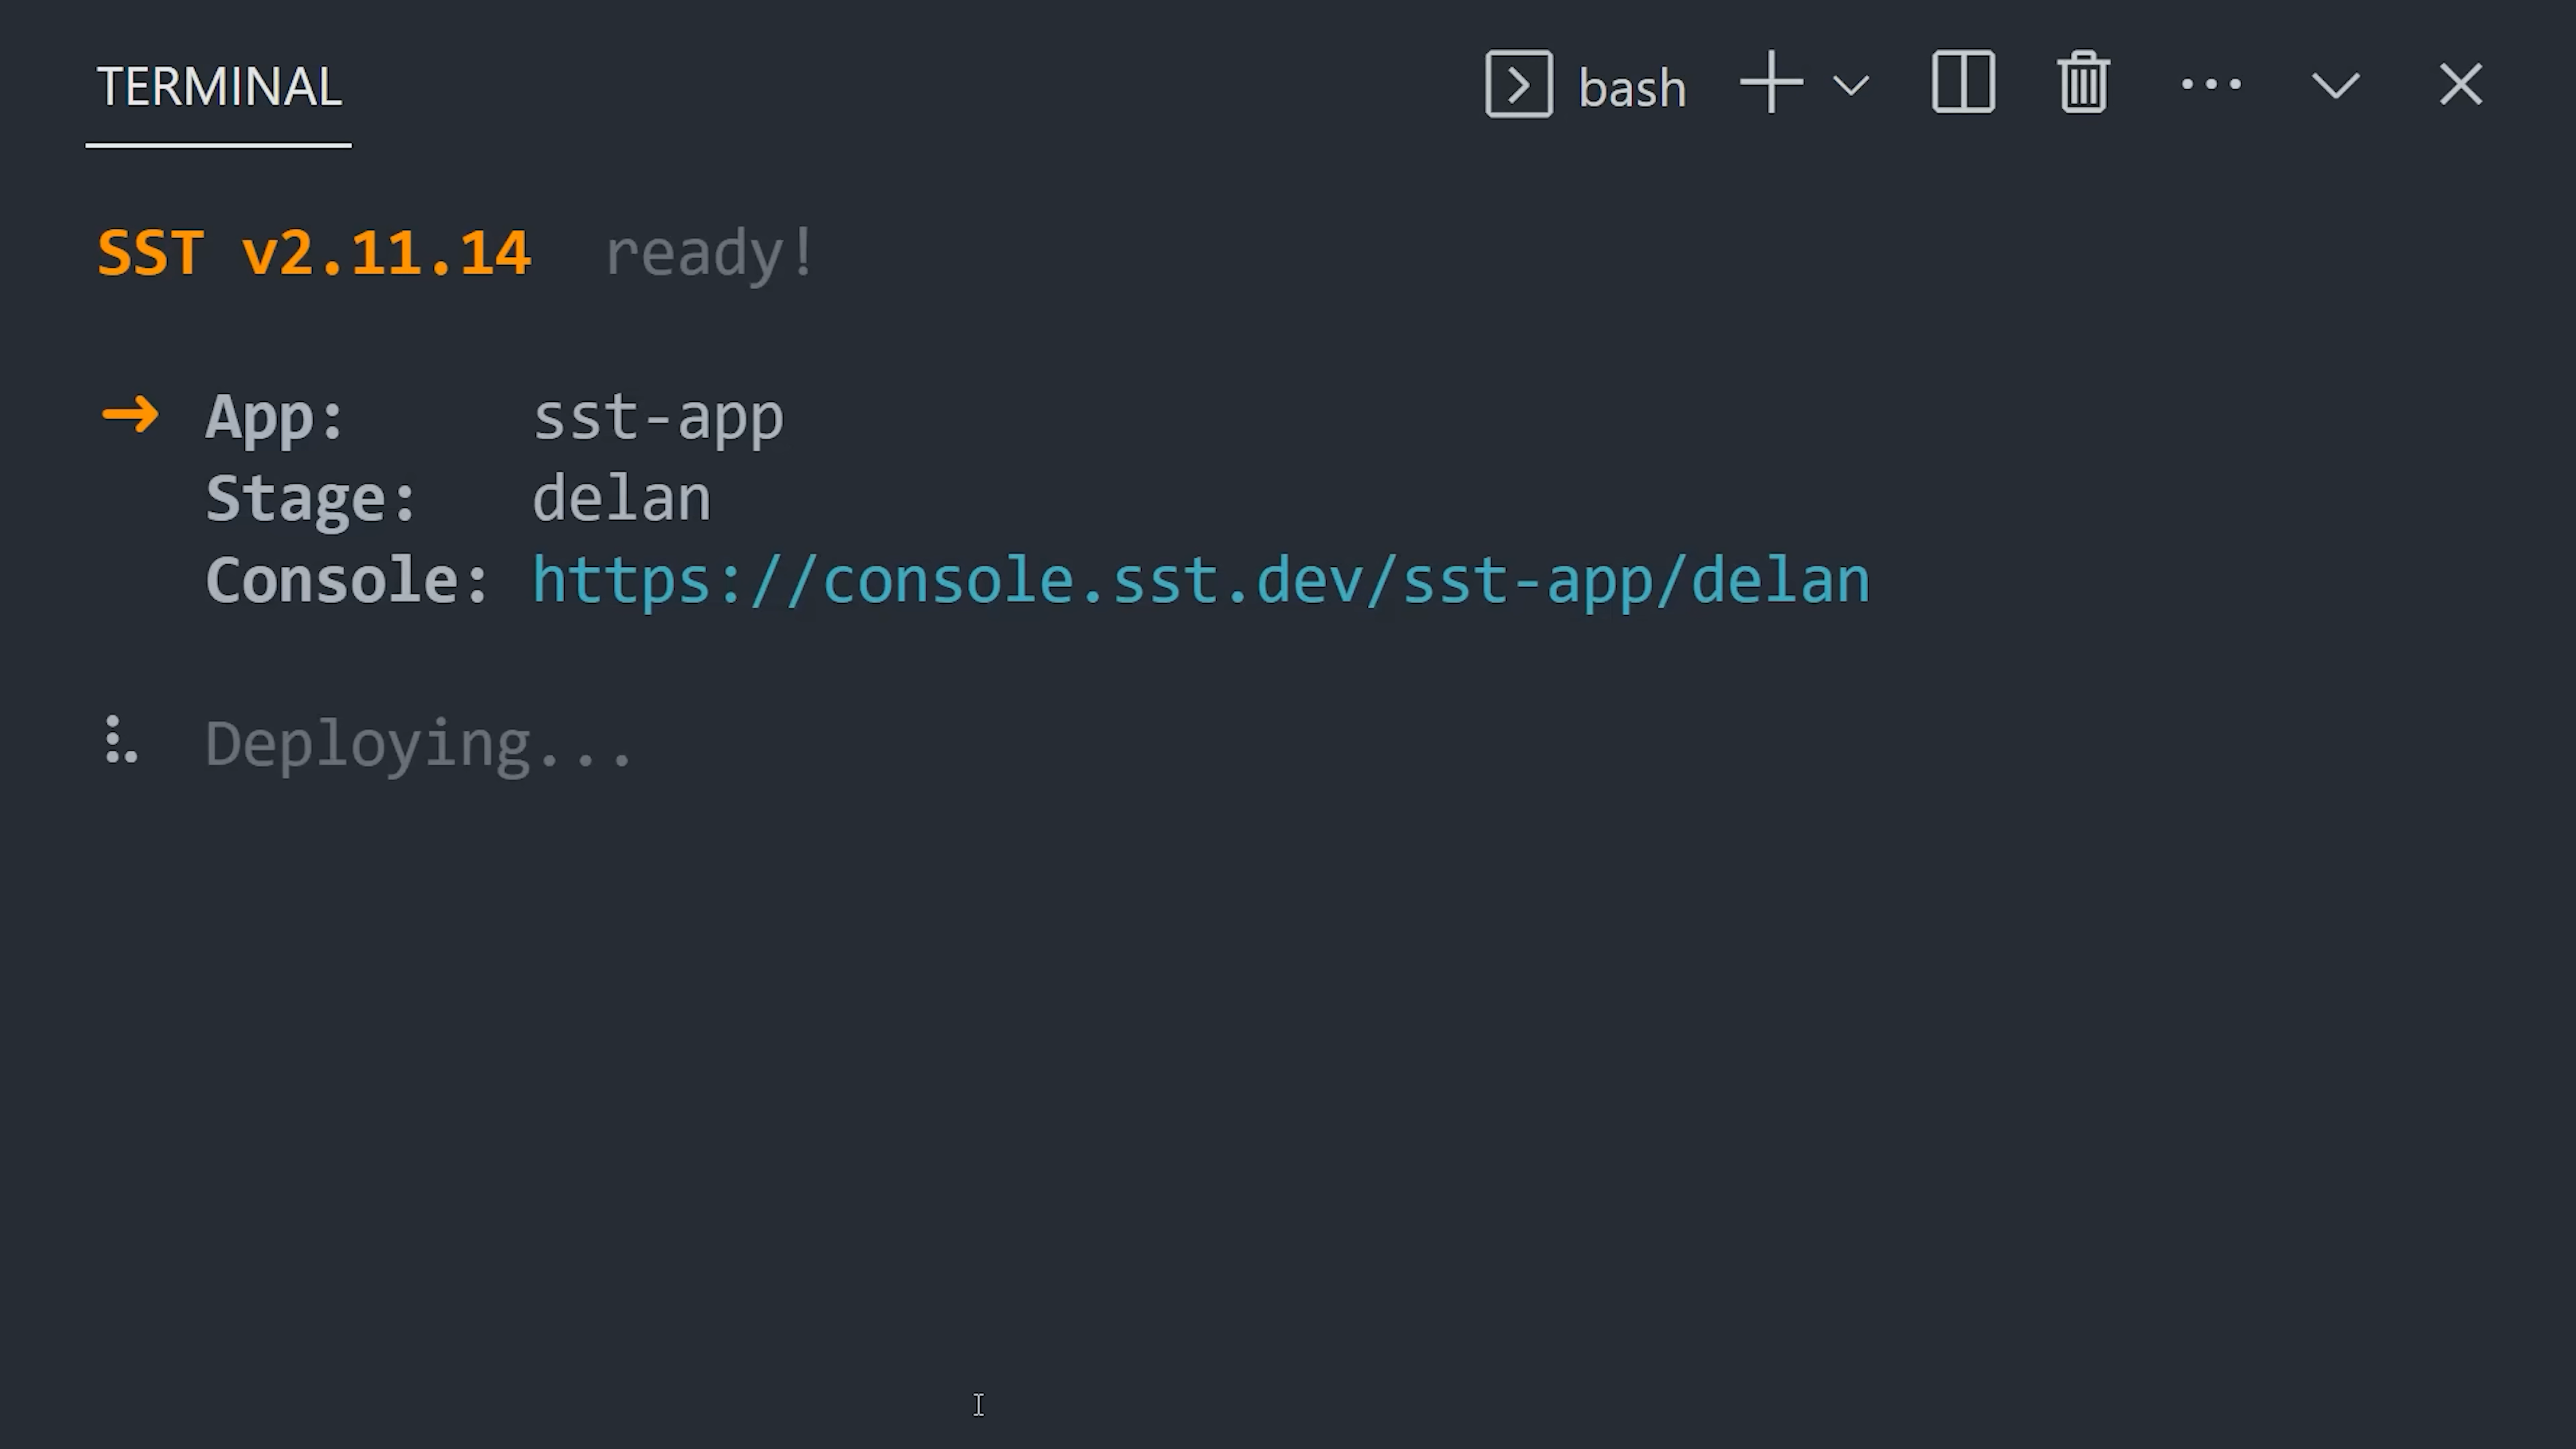 TERMINAL
bash
SST v2.11.14 ready!
➜ App: sst-app
Stage: delan
Console: https://console.sst.dev/sst-app/delan
Deploying...